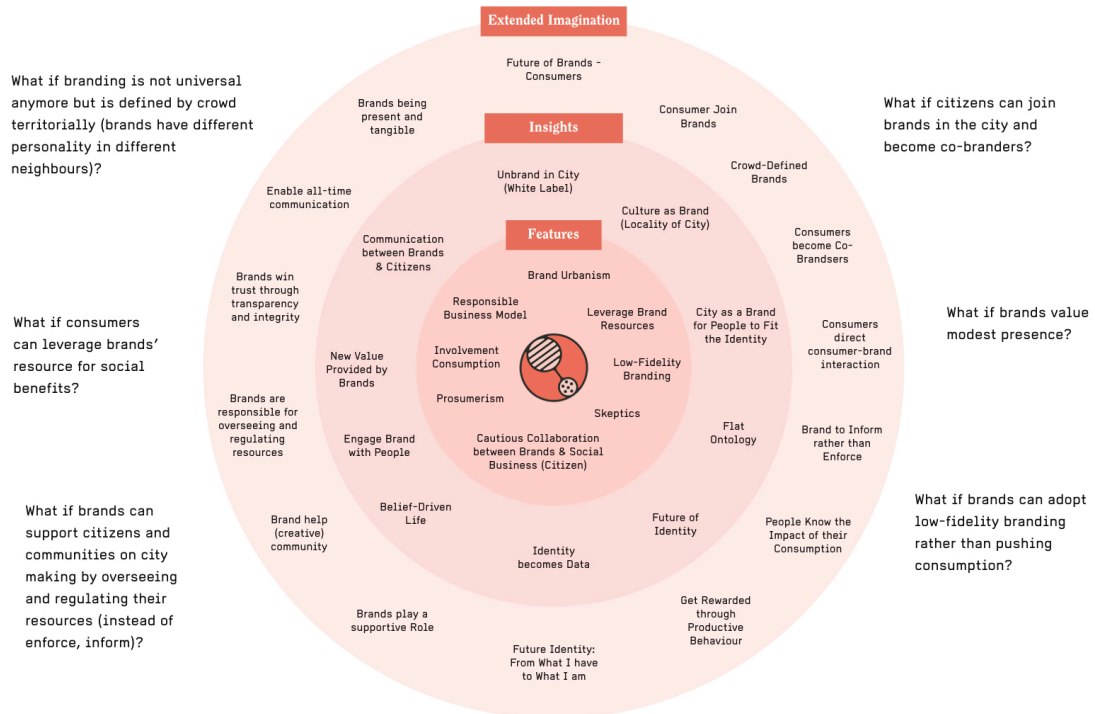 Extended Imagination
Future of Brands -
Consumers
Brands being
present and
tangible
Consumer Join
Brands
Crowd-Defined
Brands
Enable all-time
communication
Consumers
become Co-
Brandsers
Brands win
trust through
transparency
and integrity
Consumers
direct
consumer-brand
interaction
Brands are
responsible for
overseeing and
regulating
resources
Brand to Inform
rather than
Enforce
Brand help
(creative)
community
People Know the
Impact of their
Consumption
Brands play a
supportive Role
Get Rewarded
through
Productive
Behaviour
Future Identity:
From What I have
to What I am
Insights
Unbrand in City
(White Label)
Culture as Brand
(Locality of City)
Communication
between Brands
& Citizens
City as a Brand
for People to Fit
the Identity
New Value
Provided by
Brands
Flat
Ontology
Engage Brand
with People
Belief-Driven
Life
Future of
Identity
Identity
becomes Data
Features
Brand Urbanism
Responsible
Business Model
Leverage Brand
Resources
Involvement
Consumption
Low-Fidelity
Branding
Prosumerism
Skeptics
Cautious Collaboration
between Brands & Social
Business (Citizen)
What if branding is not universal
anymore but is defined by crowd
territorially (brands have different
personality in different
neighbours)?
What if consumers
can leverage brands’
resource for social
benefits?
What if brands can
support citizens and
communities on city
making by overseeing
and regulating their
resources (instead of
enforce, inform)?
What if citizens can join
brands in the city and
become co-branders?
What if brands value
modest presence?
What if brands can adopt
low-fidelity branding
rather than pushing
consumption?